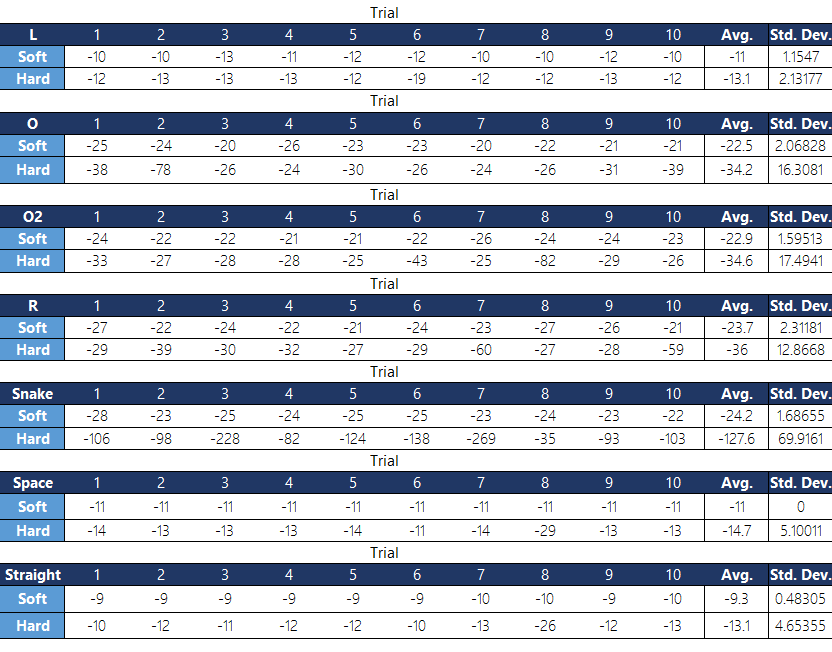 Trial
L 1 2 3 4 5 6 7 8 9 10 Avg. Std. Dev.
Soft -10 -10 -13 -11 -12 -12 -10 -10 -12 -10 -11 1.1547
Hard -12 -13 -13 -13 -12 -19 -12 -12 -13 -12 -13.1 2.13177
Trial
O 1 2 3 4 5 6 7 8 9 10 Avg. Std. Dev.
Soft -25 -24 -20 -26 -23 -23 -20 -22 -21 -21 -22.5 2.06828
Hard -38 -78 -26 -24 -30 -26 -24 -26 -31 -39 -34.2 16.3081
Trial
O2 1 2 3 4 5 6 7 8 9 10 Avg. Std. Dev.
Soft -24 -22 -22 -21 -21 -22 -26 -24 -24 -23 -22.9 1.59513
Hard -33 -27 -28 -28 -25 -43 -25 -82 -29 -26 -34.6 17.4941
Trial
R 1 2 3 4 5 6 7 8 9 10 Avg. Std. Dev.
Soft -27 -22 -24 -22 -21 -24 -23 -27 -26 -21 -23.7 2.31181
Hard -29 -39 -30 -32 -27 -29 -60 -27 -28 -59 -36 12.8668
Trial
Snake 1 2 3 4 5 6 7 8 9 10 Avg. Std. Dev.
Soft -28 -23 -25 -24 -25 -25 -23 -24 -23 -22 -24.2 1.68655
Hard -106 -98 -228 -82 -124 -138 -269 -35 -93 -103 -127.6 69.9161
Trial
Space 1 2 3 4 5 6 7 8 9 10 Avg. Std. Dev.
Soft -11 -11 -11 -11 -11 -11 -11 -11 -11 -11 -11 0
Hard -14 -13 -13 -13 -14 -11 -14 -29 -13 -13 -14.7 5.10011
Trial
Straight 1 2 3 4 5 6 7 8 9 10 Avg. Std. Dev.
Soft -9 -9 -9 -9 -9 -9 -10 -10 -9 -10 -9.3 0.48305
Hard -10 -12 -11 -12 -12 -10 -13 -26 -12 -13 -13.1 4.65355